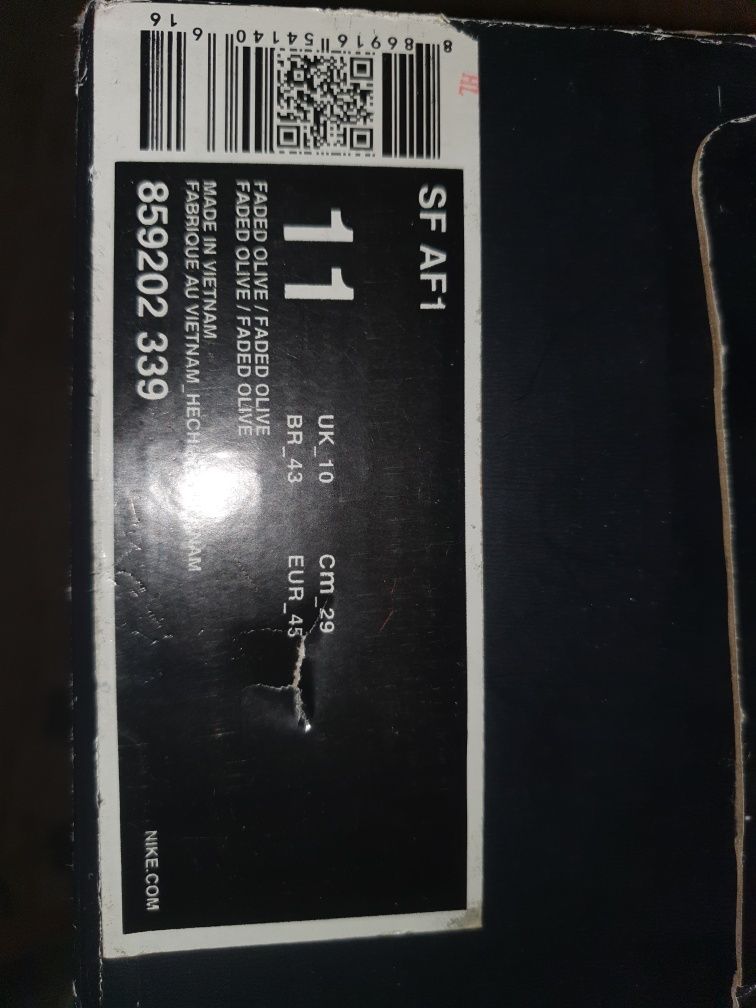 SF AF1
11
UK_10 Cm_29
BR_43 EUR_45
FADED OLIVE / FADED OLIVE
FADED OLIVE / FADED OLIVE
MADE IN VIETNAM
FABRIQUE AU VIETNAM
859202 339
NIKE.COM
8 86916 54140 6 16